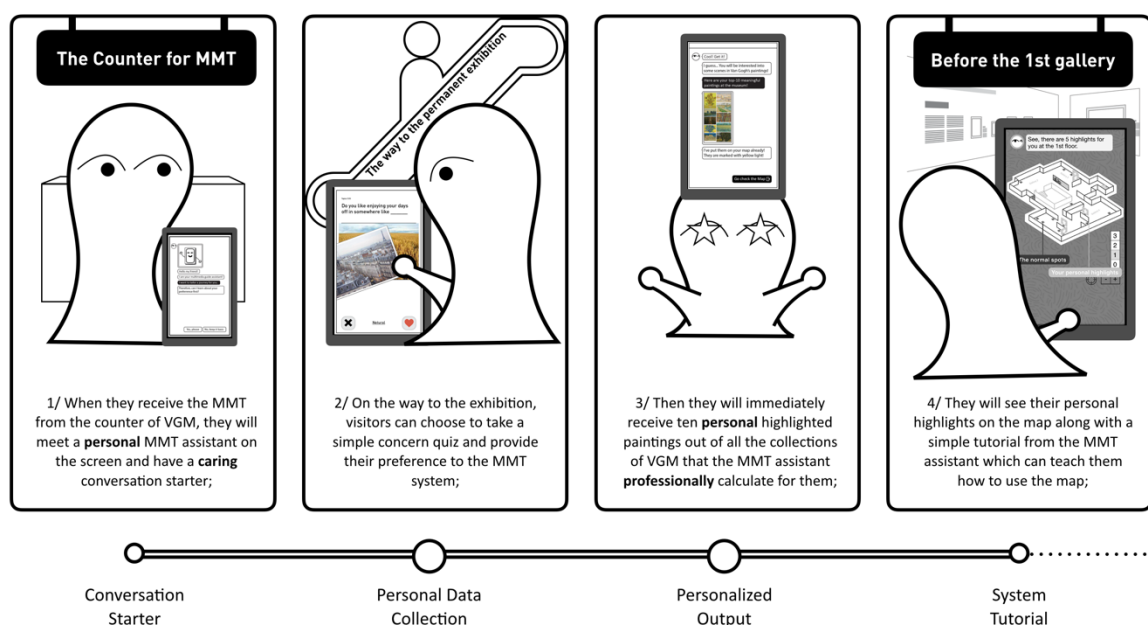 The Counter for MMT
1/ When they receive the MMT
from the counter of VGM, they will
meet a personal MMT assistant on
the screen and have a caring
conversation starter;
The way to the permanent exhibition
Do you like enjoying your days
off in somewhere like ______
Natural
2/ On the way to the exhibition,
visitors can choose to take a
simple concern quiz and provide
their preference to the MMT
system;
Cool! Get it!
I guess... You will be interested into
some scenes in Van Gogh's paintings!
Here are your top 10 meaningful
paintings at the museum!
I've put them on your map already!
They are marked with yellow light!
Go check the Map
3/ Then they will immediately
receive ten personal highlighted
paintings out of all the collections
of VGM that the MMT assistant
professionally calculate for them;
Before the 1st gallery
See, there are 5 highlights for
you at the 1st floor.
3
2
1
0
The normal spots
Your personal highlights
4/ They will see their personal
highlights on the map along with a
simple tutorial from the MMT
assistant which can teach them
how to use the map;
Conversation
Starter
Personal Data
Collection
Personalized
Output
System
Tutorial